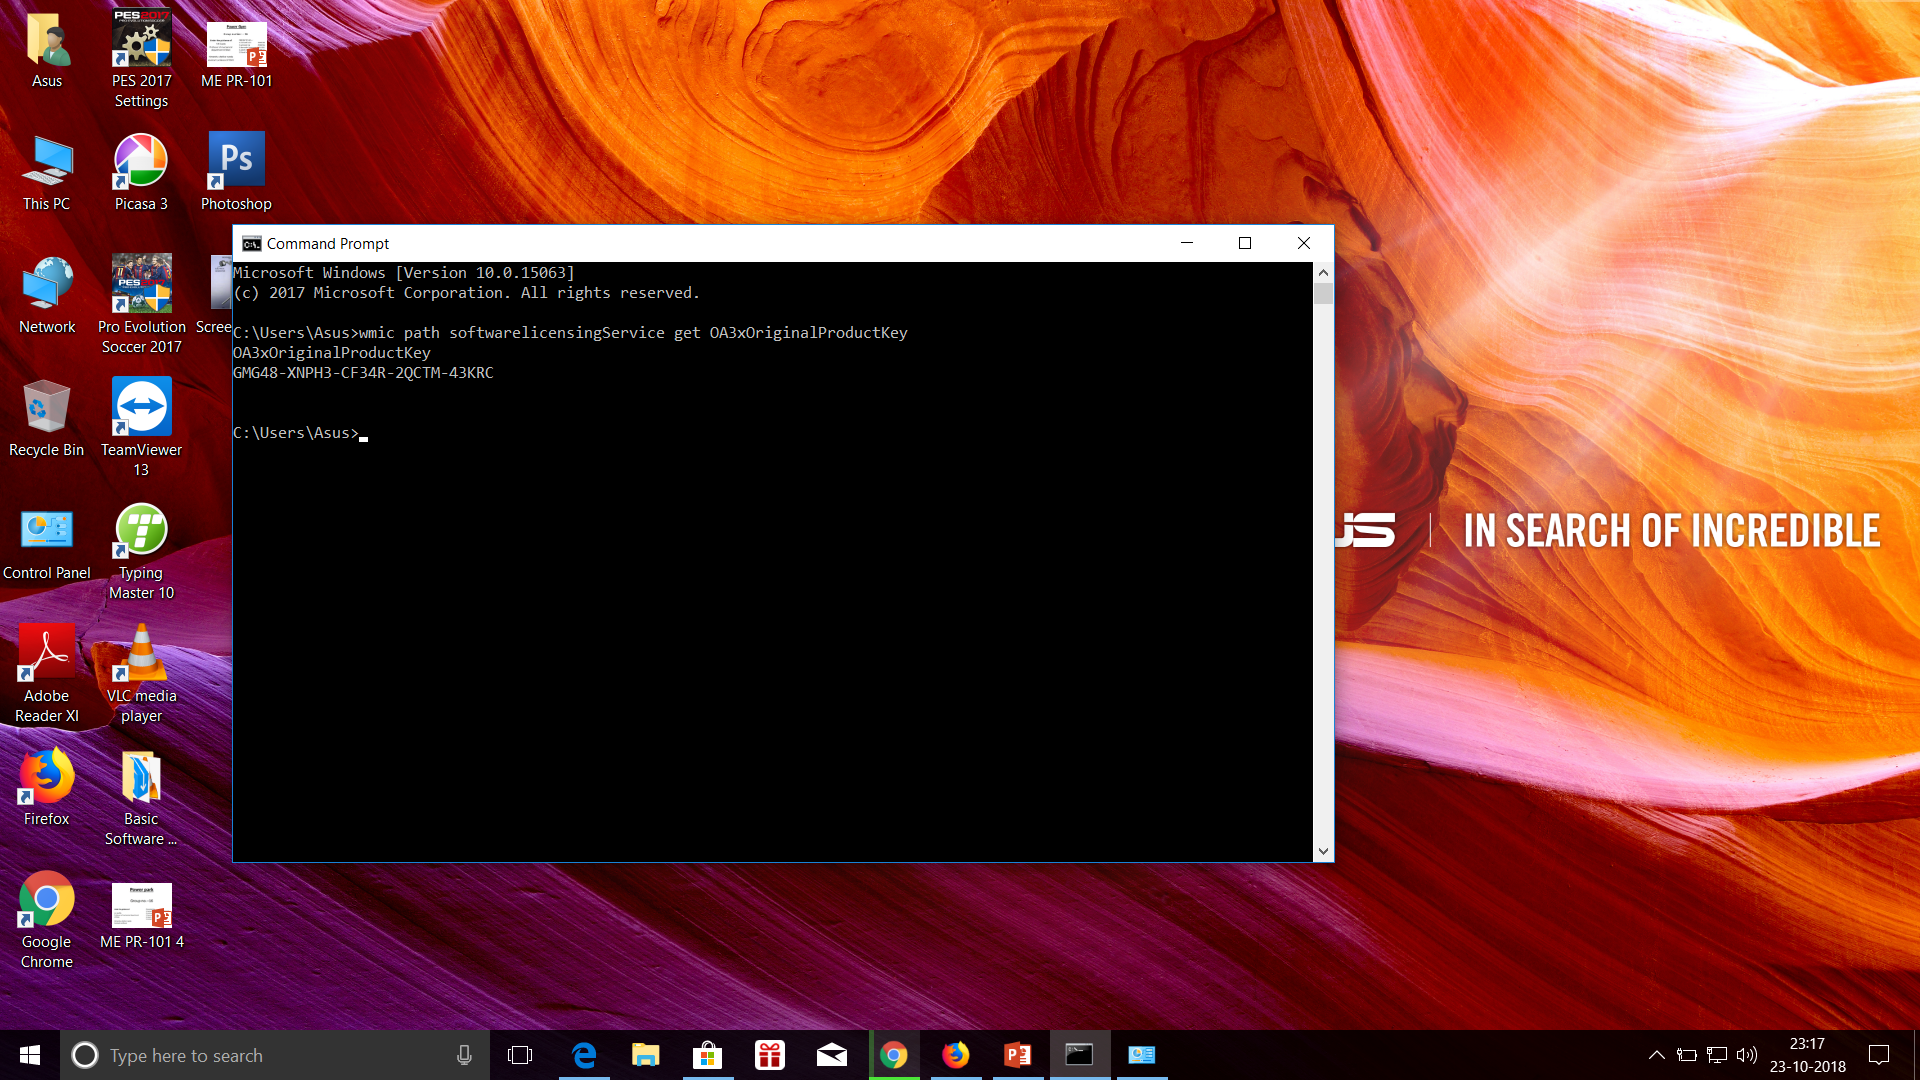 Asus
PES 2017
Settings
ME PR-101
This PC
Picasa 3
Ps
Photoshop
Network
Pro Evolution
Soccer 2017
Scree
Recycle Bin
TeamViewer
13
Control Panel
Typing
Master 10
Adobe
Reader XI
VLC media
player
Firefox
Basic
Software ...
Google
Chrome
ME PR-101 4
Command Prompt
Microsoft Windows [Version 10.0.15063]
(c) 2017 Microsoft Corporation. All rights reserved.
C:\Users\Asus>wmic path softwarelicensingService get OA3xOriginalProductKey
OA3xOriginalProductKey
GMG48-XNPH3-CF34R-2QCTM-43KRC
C:\Users\Asus>
US | IN SEARCH OF INCREDIBLE
Type here to search
23:17
23-10-2018